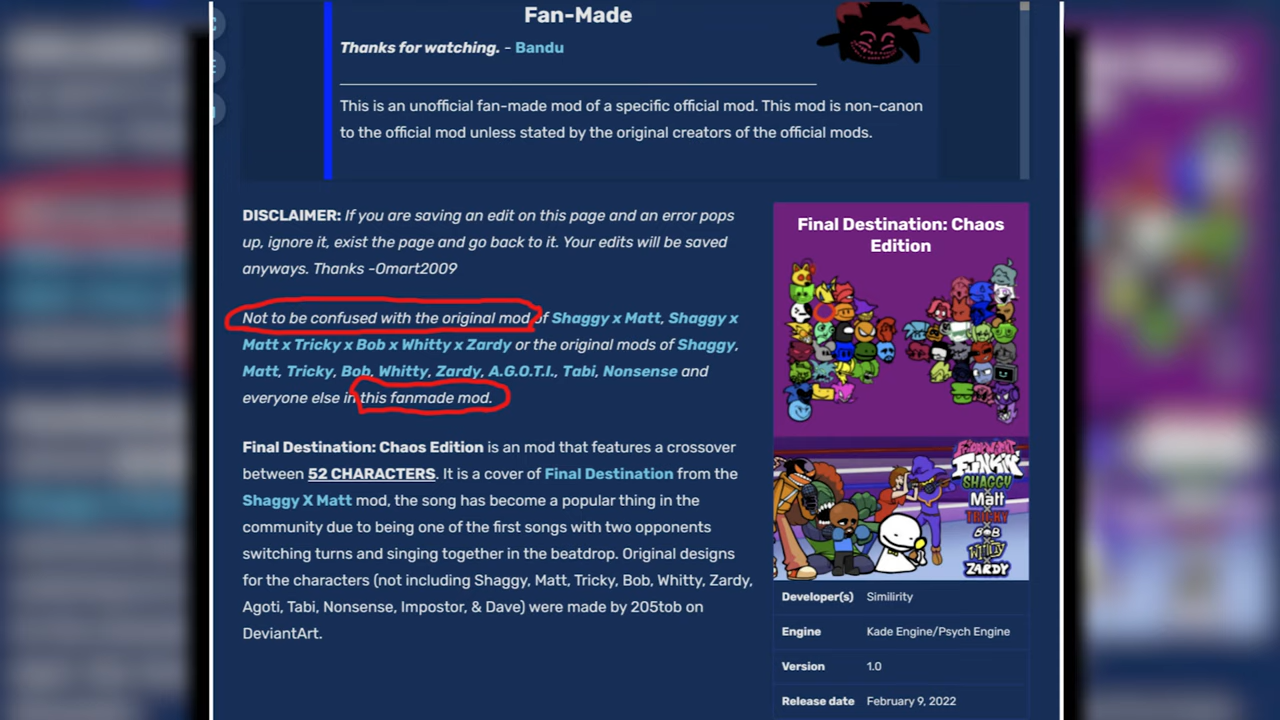 Fan-Made
Thanks for watching. - Bandu
This is an unofficial fan-made mod of a specific official mod. This mod is non-canon
to the official mod unless stated by the original creators of the official mods.
DISCLAIMER: If you are saving an edit on this page and an error pops
up, ignore it, exist the page and go back to it. Your edits will be saved
anyways. Thanks -Omart2009
Not to be confused with the original mod of Shaggy x Matt, Shaggy x
Matt x Tricky x Bob x Whitty x Zardy or the original mods of Shaggy,
Matt, Tricky, Bob, Whitty, Zardy, A.G.O.T.I., Tabi, Nonsense and
everyone else in this fanmade mod.
Final Destination: Chaos Edition is an mod that features a crossover
between 52 CHARACTERS. It is a cover of Final Destination from the
Shaggy X Matt mod, the song has become a popular thing in the
community due to being one of the first songs with two opponents
switching turns and singing together in the beatdrop. Original designs
for the characters (not including Shaggy, Matt, Tricky, Bob, Whitty, Zardy,
Agoti, Tabi, Nonsense, Impostor, & Dave) were made by 205tob on
DeviantArt.
Final Destination: Chaos
Edition
FRIDAY NIGHT
FUNKIN'
SHAGGY
x
Matt
x
TRICKY
x
BOB
x
WHITTY
x
ZARDY
Developer(s) Similirity
Engine Kade Engine/Psych Engine
Version 1.0
Release date February 9, 2022